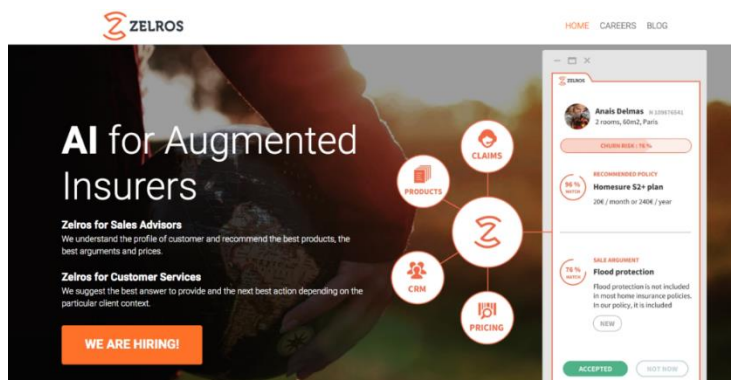 ZELROS
HOME CAREERS BLOG
AI for Augmented
Insurers
Zelros for Sales Advisors
We understand the profile of customer and recommend the best products, the
best arguments and prices.
Zelros for Customer Services
We suggest the best answer to provide and the next best action depending on the
particular client context.
WE ARE HIRING!
CLAIMS
PRODUCTS
CRM
PRICING
ZELROS
Anais Delmas N 109876541
2 rooms, 60m2, Paris
CHURN RISK : 76 %
96 %
MATCH
RECOMMENDED POLICY
Homesure S2+ plan
20€ / month or 240€ / year
76 %
MATCH
SALE ARGUMENT
Flood protection
Flood protection is not included
in most home insurance policies.
In our policy, it is included
NEW
ACCEPTED NOT NOW